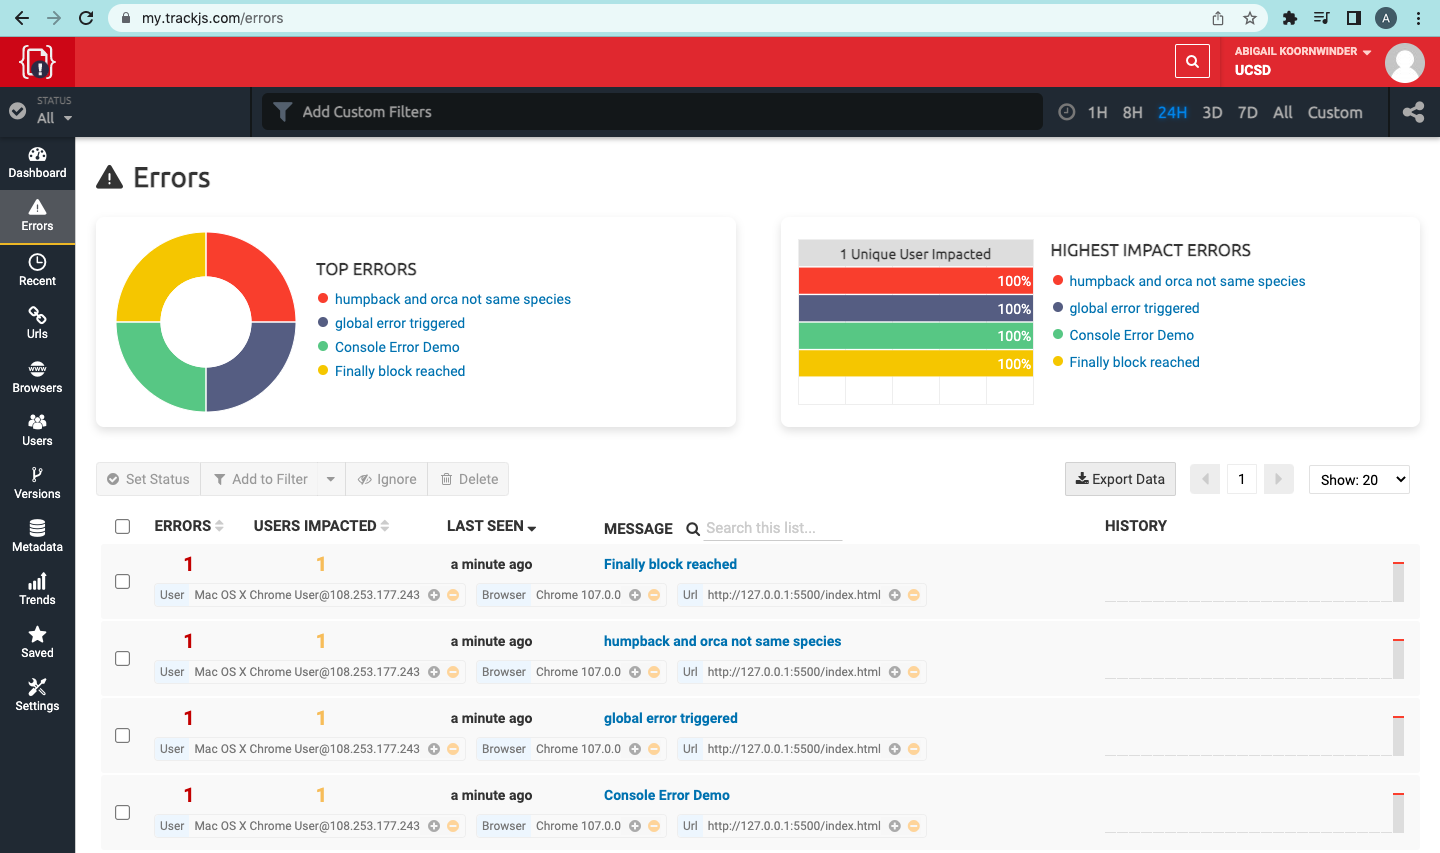 my.trackjs.com/errors
A
ABIGAIL KOORNWINDER
UCSD
STATUS
All
Add Custom Filters
1H 8H 24H 3D 7D All Custom
Dashboard
Errors
Recent
Urls
Browsers
Users
Versions
Metadata
Trends
Saved
Settings
Errors
TOP ERRORS
humpback and orca not same species
global error triggered
Console Error Demo
Finally block reached
1 Unique User Impacted
100%
100%
100%
100%
HIGHEST IMPACT ERRORS
humpback and orca not same species
global error triggered
Console Error Demo
Finally block reached
Set Status Add to Filter Ignore Delete
Export Data 1 Show: 20
ERRORS USERS IMPACTED LAST SEEN MESSAGE Search this list... HISTORY
1 1 a minute ago Finally block reached
User Mac OS X Chrome User@108.253.177.243 Browser Chrome 107.0.0 Url http://127.0.0.1:5500/index.html
1 1 a minute ago humpback and orca not same species
User Mac OS X Chrome User@108.253.177.243 Browser Chrome 107.0.0 Url http://127.0.0.1:5500/index.html
1 1 a minute ago global error triggered
User Mac OS X Chrome User@108.253.177.243 Browser Chrome 107.0.0 Url http://127.0.0.1:5500/index.html
1 1 a minute ago Console Error Demo
User Mac OS X Chrome User@108.253.177.243 Browser Chrome 107.0.0 Url http://127.0.0.1:5500/index.html